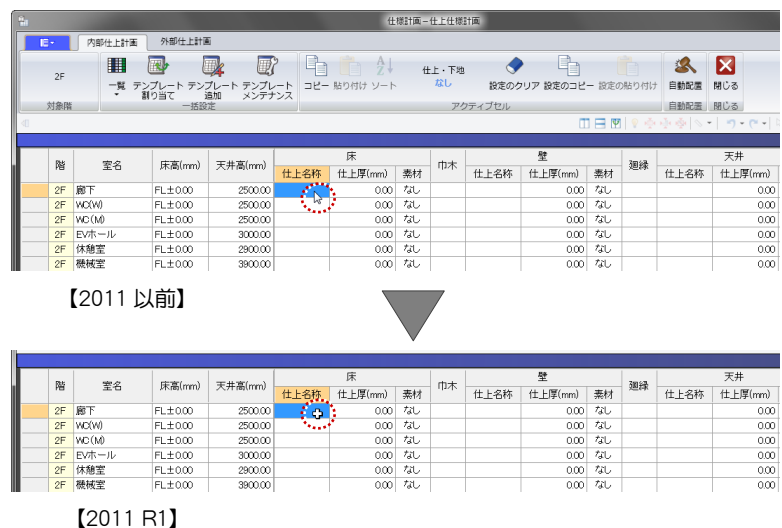 仕様計画－仕上仕様計画
内部仕上計画 外部仕上計画
2F 一覧 テンプレート割り当て テンプレート追加 テンプレートメンテナンス コピー 貼り付け ソート 仕上・下地 なし 設定のクリア 設定のコピー 設定の貼り付け 自動配置 閉じる
対象階 一括設定 アクティブセル 自動配置 閉じる
階 室名 床高(mm) 天井高(mm) 床 巾木 壁 廻縁 天井
仕上名称 仕上厚(mm) 素材 仕上名称 仕上厚(mm) 素材 仕上名称 仕上厚(mm)
2F 廊下 FL±0.00 2500.00 0.00 なし 0.00 なし 0.00
2F WC(W) FL±0.00 2500.00 0.00 なし 0.00 なし 0.00
2F WC(M) FL±0.00 2500.00 0.00 なし 0.00 なし 0.00
2F EVホール FL±0.00 3000.00 0.00 なし 0.00 なし 0.00
2F 休憩室 FL±0.00 2900.00 0.00 なし 0.00 なし 0.00
2F 機械室 FL±0.00 3900.00 0.00 なし 0.00 なし 0.00
【2011 以前】
階 室名 床高(mm) 天井高(mm) 床 巾木 壁 廻縁 天井
仕上名称 仕上厚(mm) 素材 仕上名称 仕上厚(mm) 素材 仕上名称 仕上厚(mm)
2F 廊下 FL±0.00 2500.00 0.00 なし 0.00 なし 0.00
2F WC(W) FL±0.00 2500.00 0.00 なし 0.00 なし 0.00
2F WC(M) FL±0.00 2500.00 0.00 なし 0.00 なし 0.00
2F EVホール FL±0.00 3000.00 0.00 なし 0.00 なし 0.00
2F 休憩室 FL±0.00 2900.00 0.00 なし 0.00 なし 0.00
2F 機械室 FL±0.00 3900.00 0.00 なし 0.00 なし 0.00
【2011 R1】